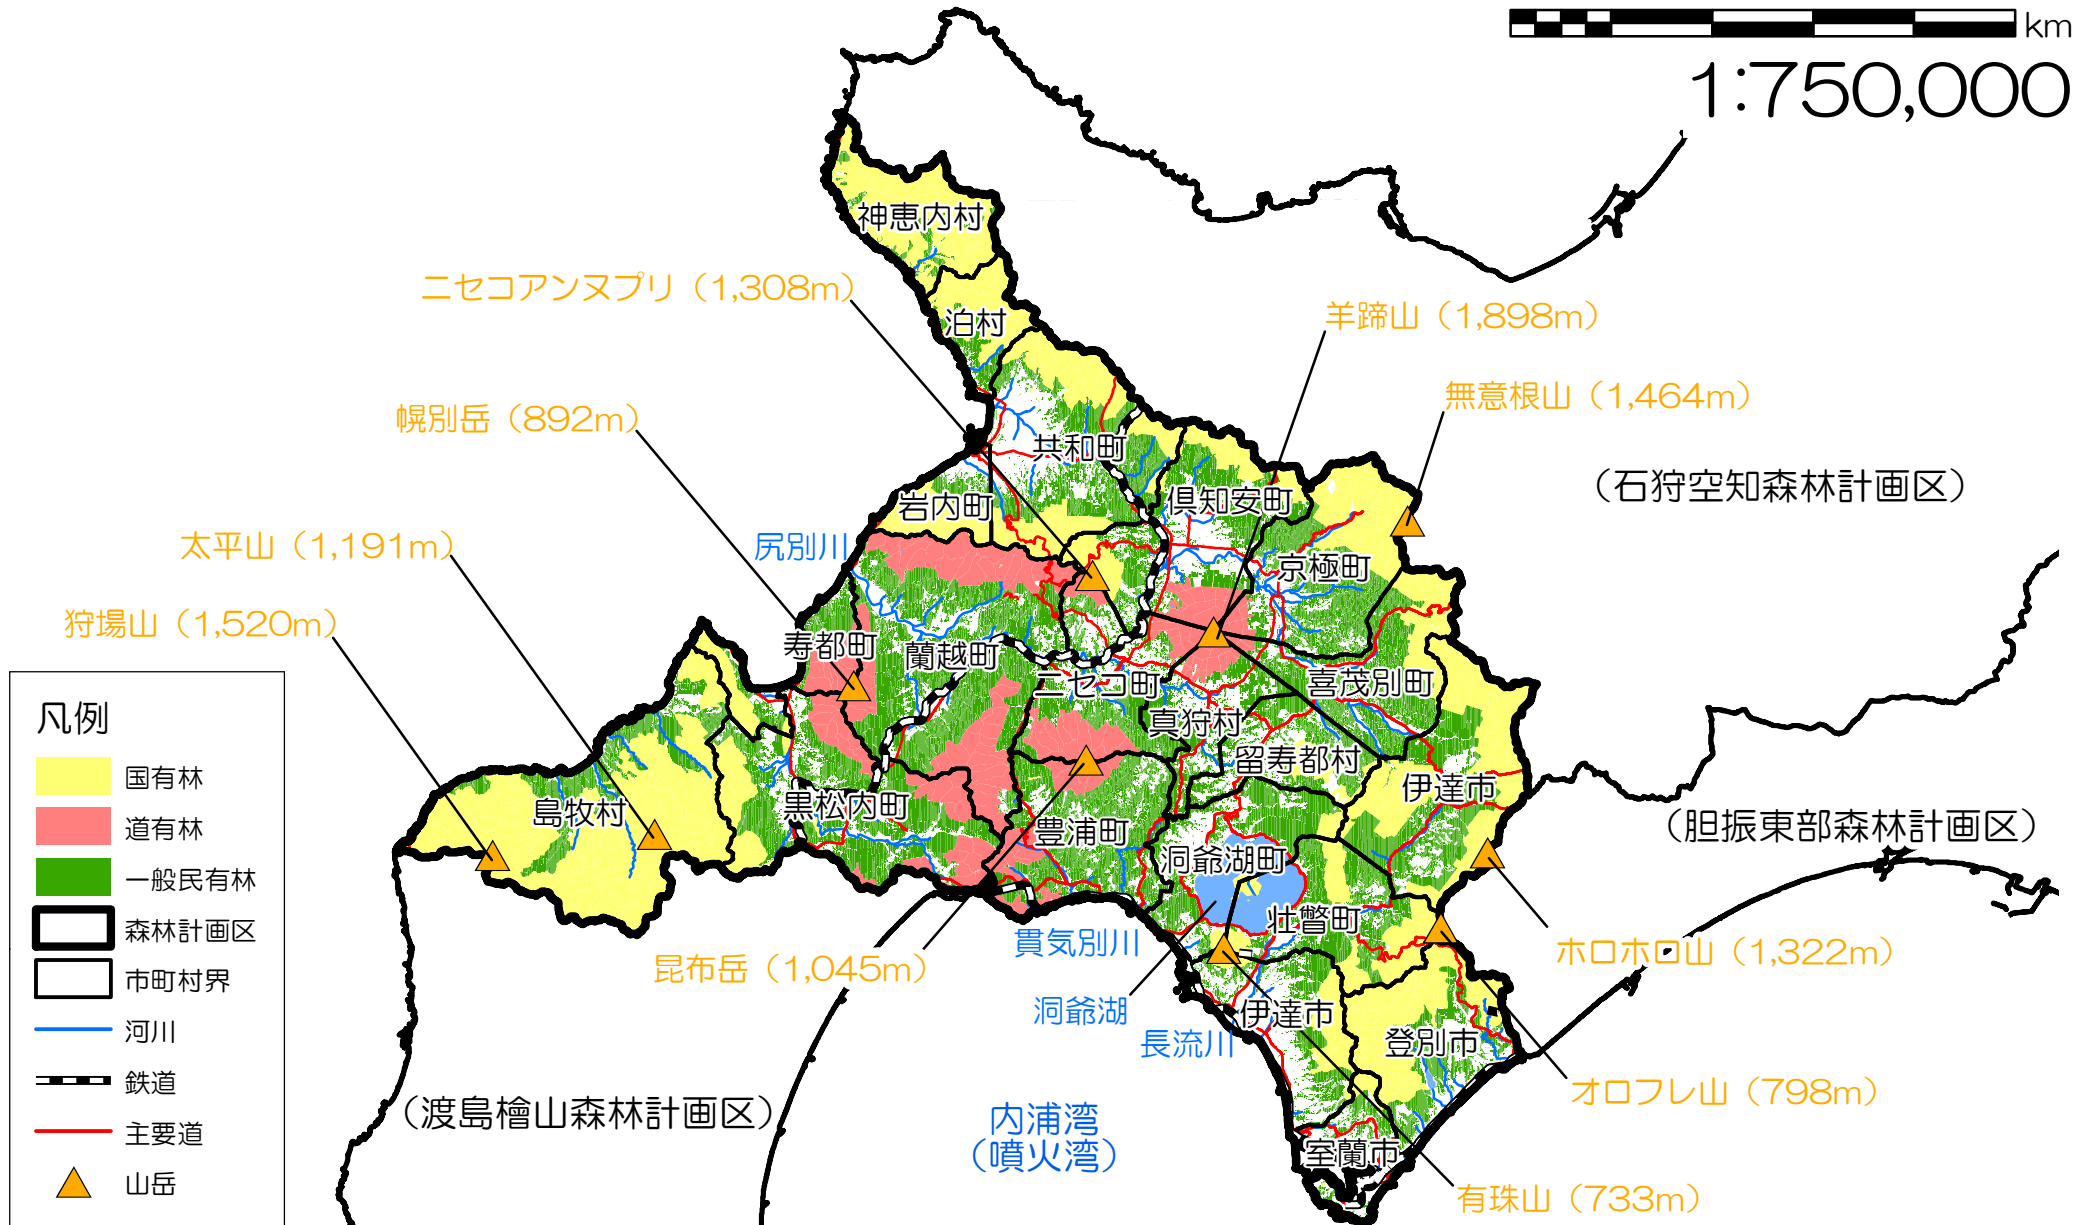 km
1:750,000
神恵内村
ニセコアンヌプリ（1,308m）
泊村
羊蹄山（1,898m）
無意根山（1,464m）
幌別岳（892m）
共和町
（石狩空知森林計画区）
岩内町
倶知安町
尻別川
太平山（1,191m）
京極町
狩場山（1,520m）
寿都町
蘭越町
ニセコ町
喜茂別町
真狩村
留寿都村
伊達市
島牧村
黒松内町
豊浦町
（胆振東部森林計画区）
洞爺湖町
壮瞥町
貫気別川
ホロホロ山（1,322m）
昆布岳（1,045m）
洞爺湖
伊達市
長流川
登別市
オロフレ山（798m）
（渡島檜山森林計画区）
内浦湾
（噴火湾）
室蘭市
有珠山（733m）
凡例
国有林
道有林
一般民有林
森林計画区
市町村界
河川
鉄道
主要道
山岳